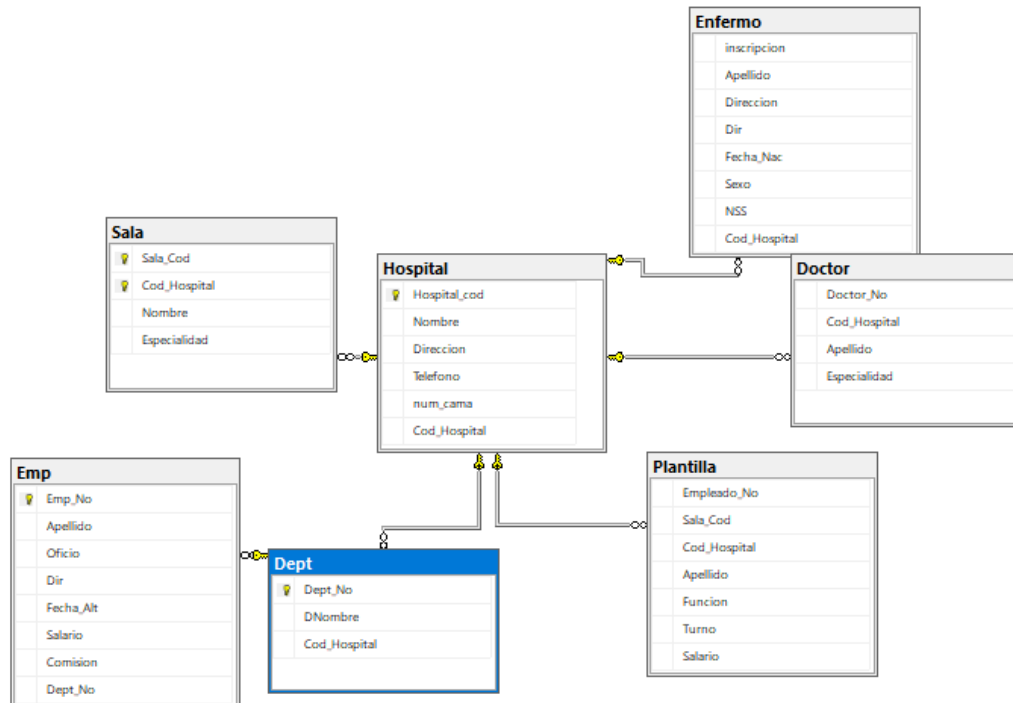 Enfermo
inscripcion
Apellido
Direccion
Dir
Fecha_Nac
Sexo
NSS
Cod_Hospital
Sala
Sala_Cod
Cod_Hospital
Nombre
Especialidad
Hospital
Hospital_cod
Nombre
Direccion
Telefono
num_cama
Cod_Hospital
Doctor
Doctor_No
Cod_Hospital
Apellido
Especialidad
Emp
Emp_No
Apellido
Oficio
Dir
Fecha_Alt
Salario
Comision
Dept_No
Dept
Dept_No
DNombre
Cod_Hospital
Plantilla
Empleado_No
Sala_Cod
Cod_Hospital
Apellido
Funcion
Turno
Salario